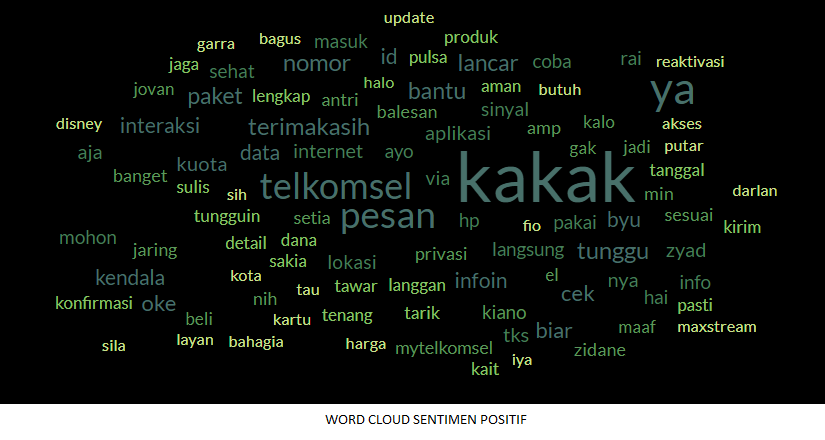 update
garra bagus masuk produk
jaga sehat nomor id pulsa lancar coba rai reaktivasi
jovan paket lengkap antri halo bantu aman butuh ya
disney interaksi terimakasih balesan sinyal aplikasi amp kalo akses
aja kuota data internet ayo gak jadi putar
banget sulis sih telkomsel via kakak tanggal min darlan
tungguin setia pesan hp fio pakai byu sesuai kirim
mohon jaring detail dana privasi langsung tunggu zyad
sakia lokasi
kendala kota tau tawar langgan infoin el cek nya info
konfirmasi oke nih hai pasti
beli kartu tenang tarik kiano tks biar maaf maxstream
sila layan bahagia harga mytelkomsel iya zidane
kait
WORD CLOUD SENTIMEN POSITIF